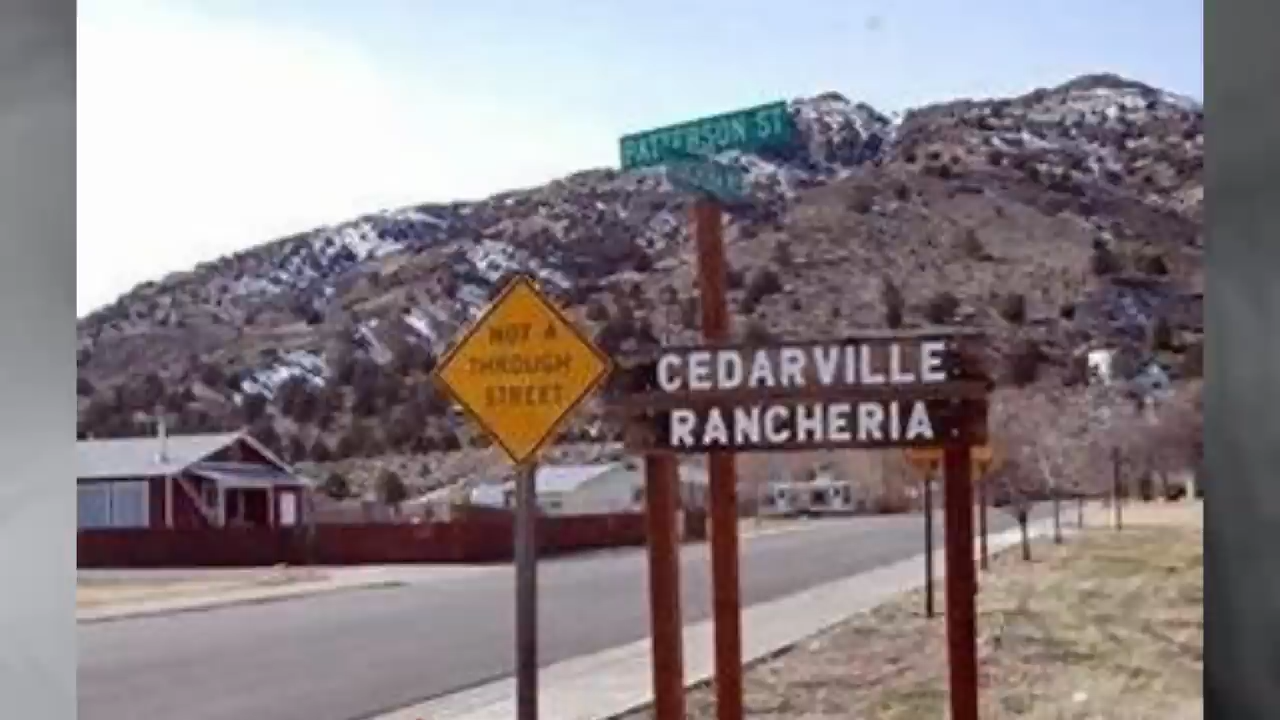 PATTERSON ST
NOT A
THROUGH
STREET
CEDARVILLE
RANCHERIA